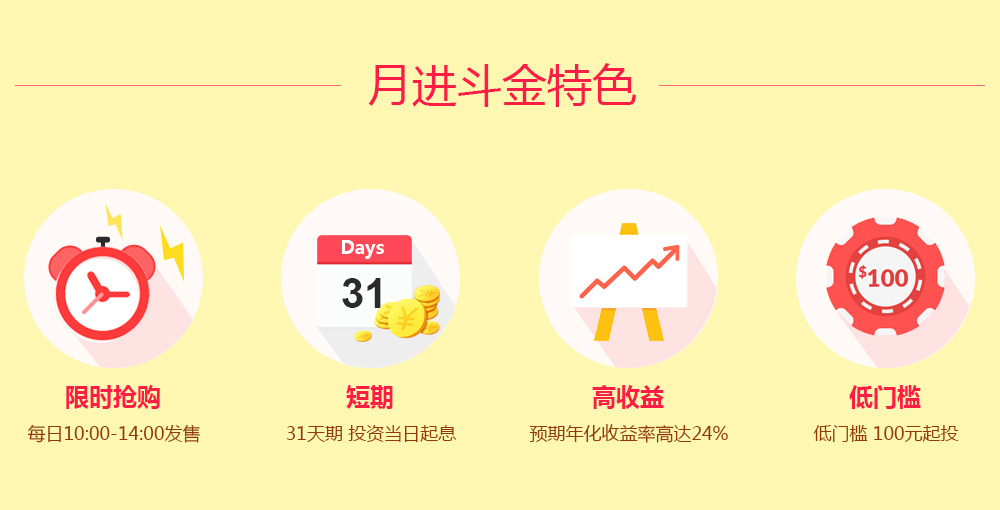 月进斗金特色
Days
31
$100
限时抢购
短期
高收益
低门槛
每日10:00-14:00发售
31天期 投资当日起息
预期年化收益率高达24%
低门槛 100元起投